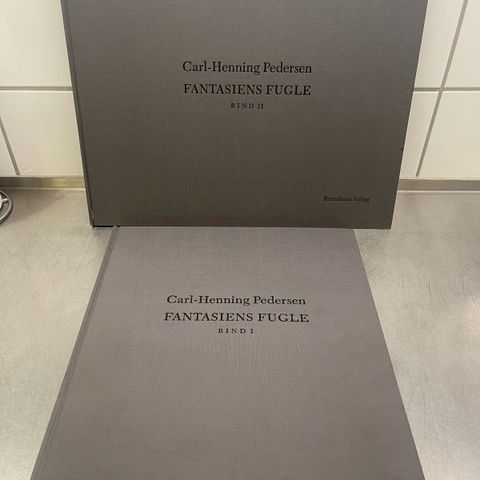 Carl-Henning Pedersen
FANTASIENS FUGLE
BIND II
Brøndums forlag
Carl-Henning Pedersen
FANTASIENS FUGLE
BIND I